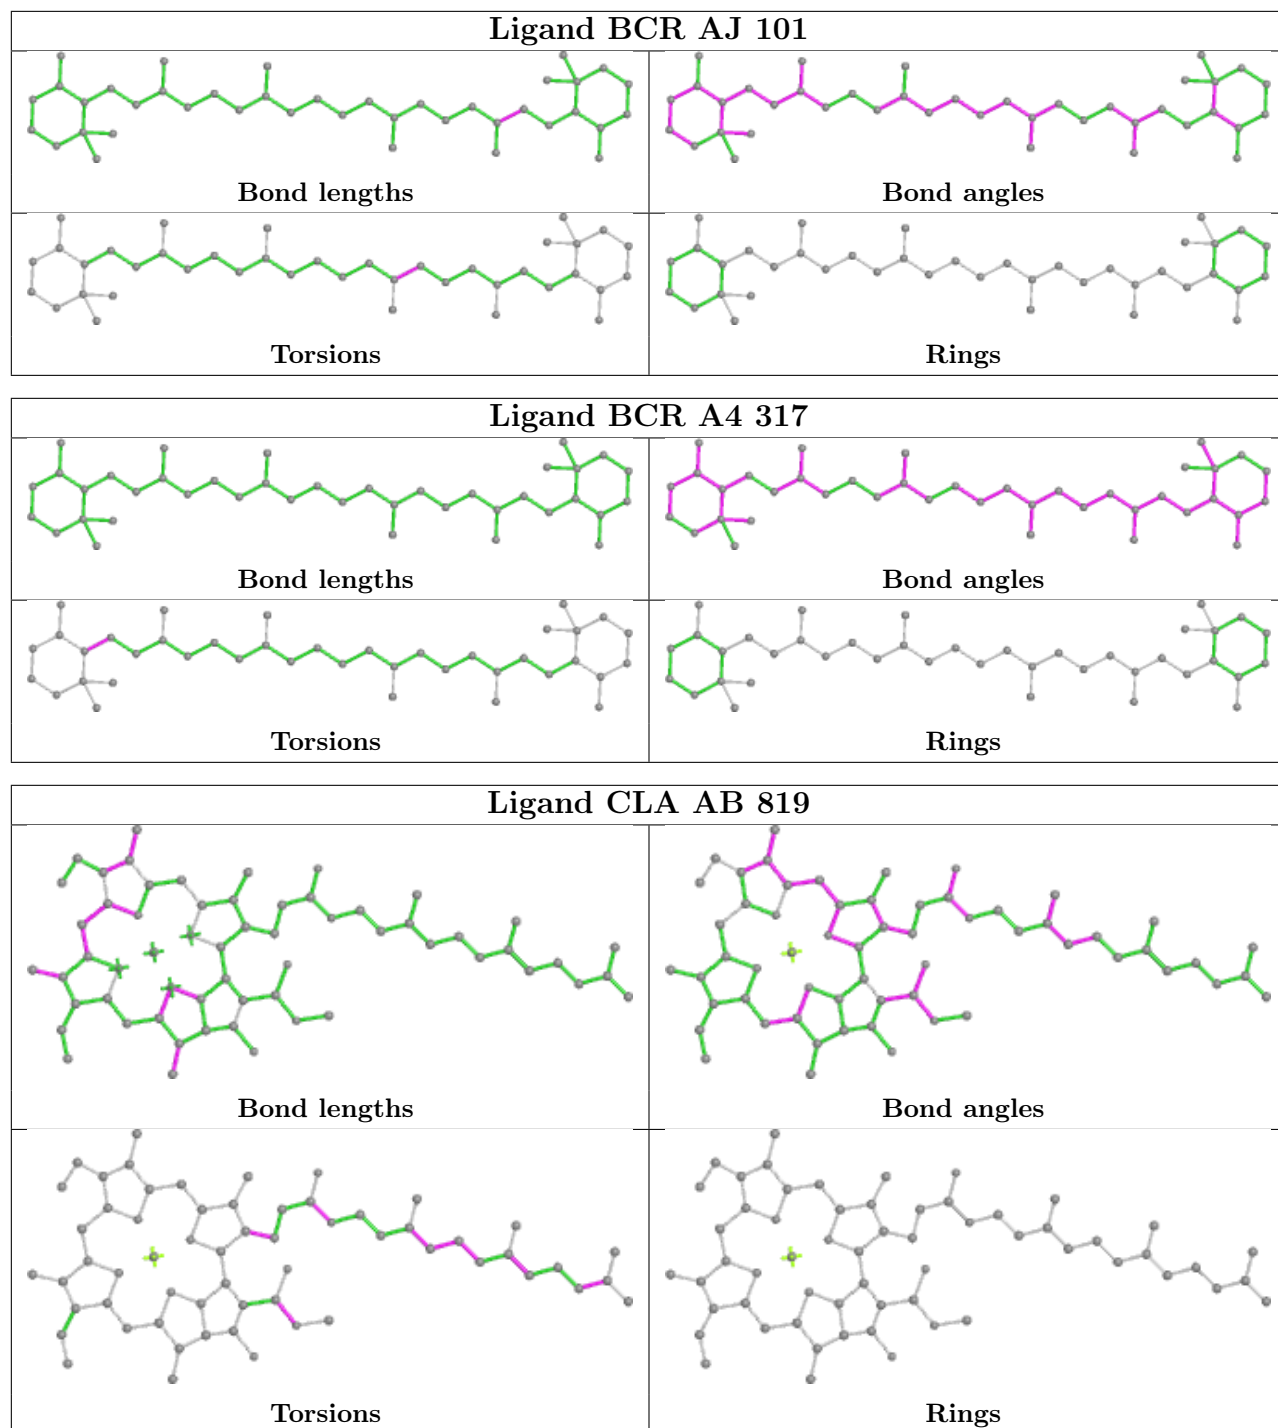 Ligand BCR AJ 101
Bond lengths
Bond angles
Torsions
Rings
Ligand BCR A4 317
Bond lengths
Bond angles
Torsions
Rings
Ligand CLA AB 819
Bond lengths
Bond angles
Torsions
Rings